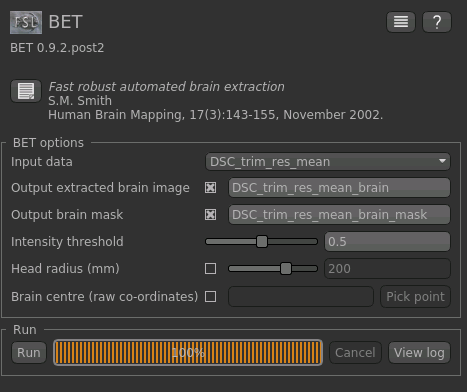 FSL BET
?
BET 0.9.2.post2
Fast robust automated brain extraction
S.M. Smith
Human Brain Mapping, 17(3):143-155, November 2002.
BET options
Input data DSC_trim_res_mean
Output extracted brain image DSC_trim_res_mean_brain
Output brain mask DSC_trim_res_mean_brain_mask
Intensity threshold 0.5
Head radius (mm) 200
Brain centre (raw co-ordinates) Pick point
Run
Run 100% Cancel View log